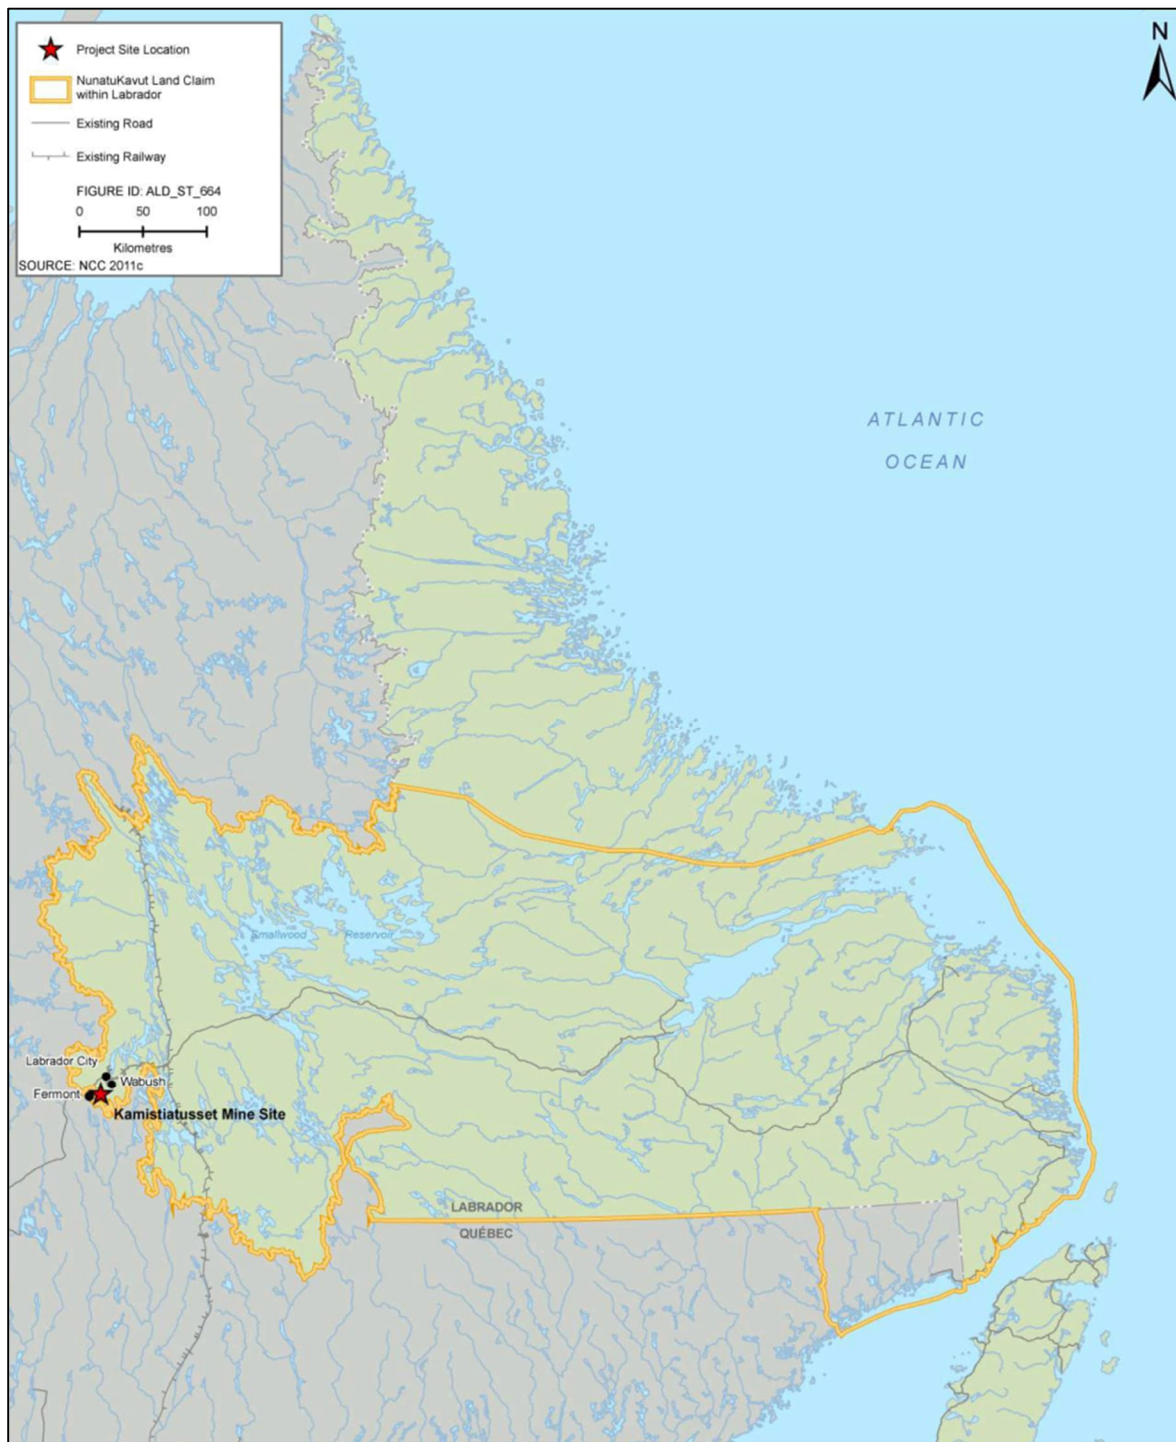 N
Project Site Location
NunatuKavut Land Claim
within Labrador
Existing Road
Existing Railway
FIGURE ID: ALD_ST_664
0 50 100
Kilometres
SOURCE: NCC 2011c
ATLANTIC
OCEAN
Smallwood Reservoir
Labrador City
Wabush
Fermont
Kamistiatusset Mine Site
LABRADOR
QUÉBEC